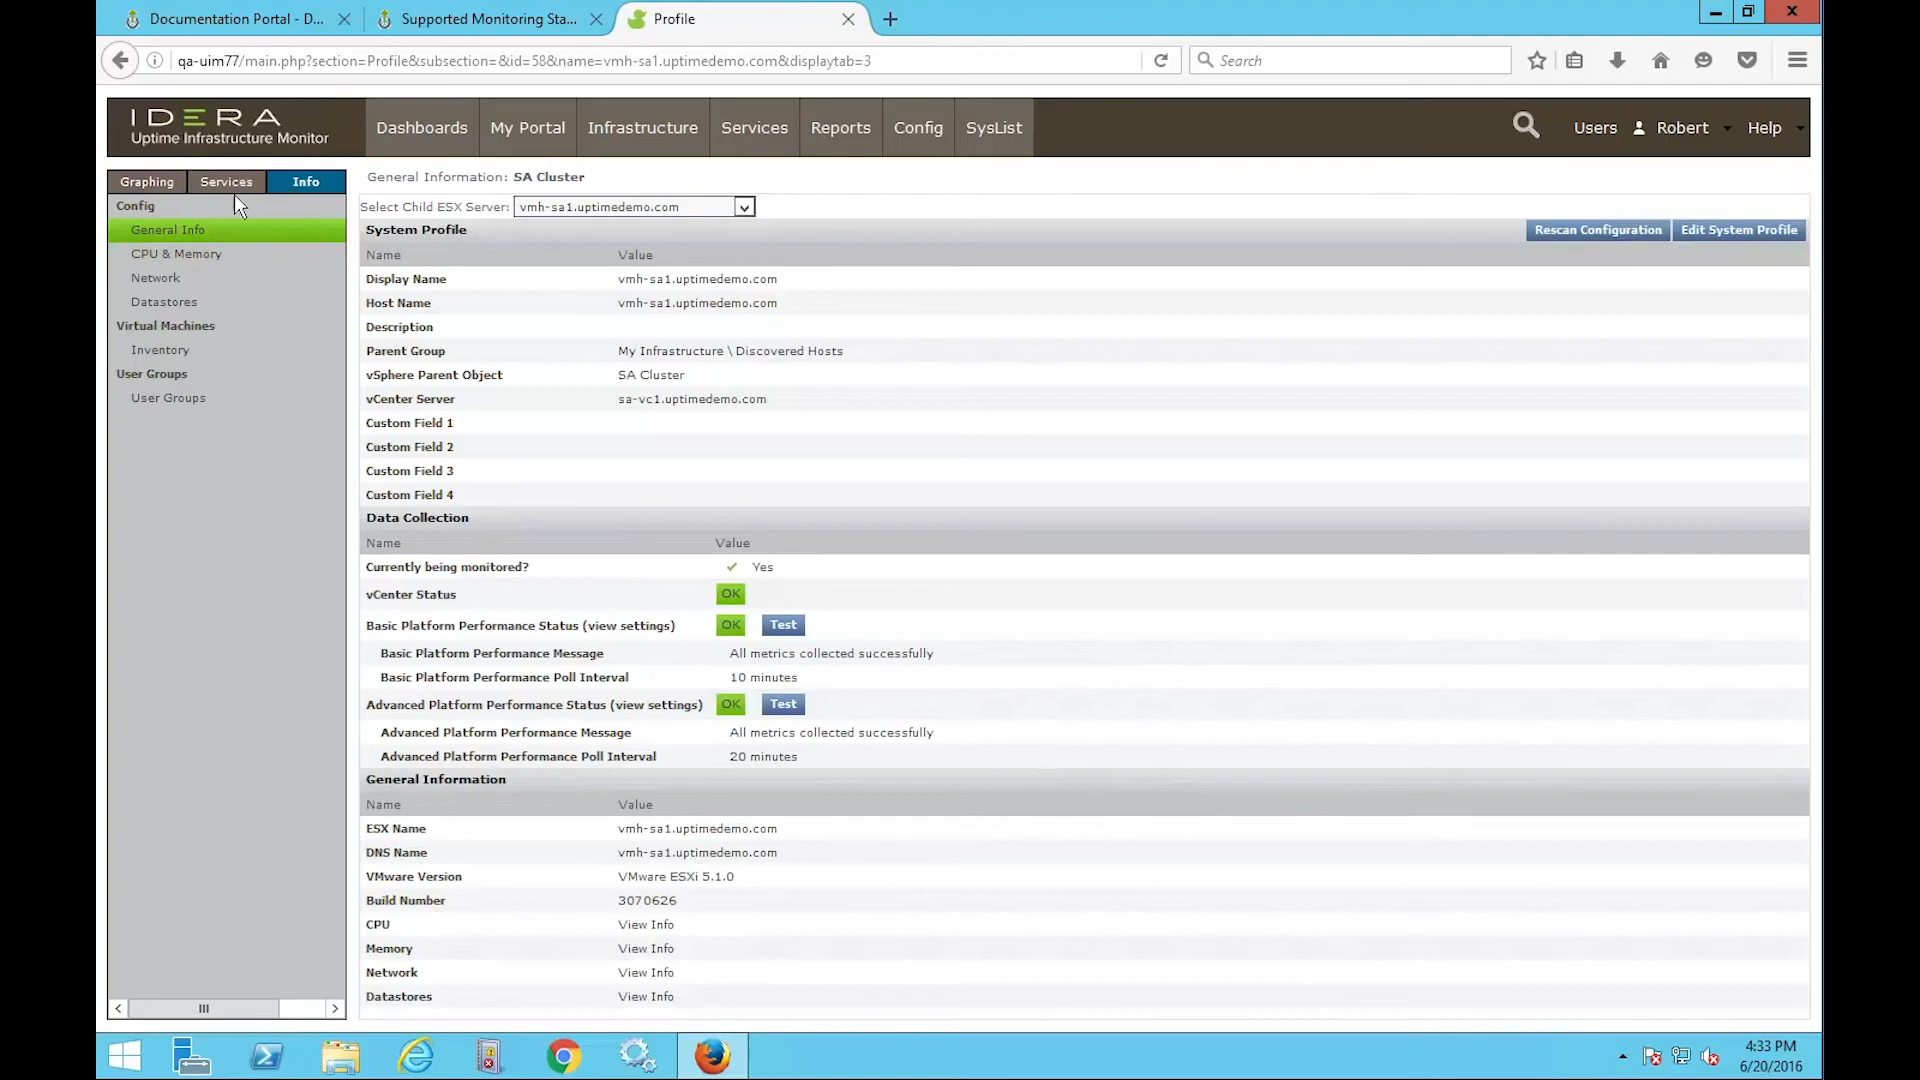 Documentation Portal - D...
Supported Monitoring Sta...
Profile
qa-uim77/main.php?section=Profile&subsection=&id=58&name=vmh-sa1.uptimedemo.com&displaytab=3
Search
IDERA
Uptime Infrastructure Monitor
Dashboards
My Portal
Infrastructure
Services
Reports
Config
SysList
Users
Robert
Help
Graphing
Services
Info
Config
General Info
CPU & Memory
Network
Datastores
Virtual Machines
Inventory
User Groups
User Groups
General Information: SA Cluster
Select Child ESX Server: vmh-sa1.uptimedemo.com
System Profile
Rescan Configuration
Edit System Profile
Name Value
Display Name vmh-sa1.uptimedemo.com
Host Name vmh-sa1.uptimedemo.com
Description
Parent Group My Infrastructure \ Discovered Hosts
vSphere Parent Object SA Cluster
vCenter Server sa-vc1.uptimedemo.com
Custom Field 1
Custom Field 2
Custom Field 3
Custom Field 4
Data Collection
Name Value
Currently being monitored? Yes
vCenter Status OK
Basic Platform Performance Status (view settings) OK Test
Basic Platform Performance Message All metrics collected successfully
Basic Platform Performance Poll Interval 10 minutes
Advanced Platform Performance Status (view settings) OK Test
Advanced Platform Performance Message All metrics collected successfully
Advanced Platform Performance Poll Interval 20 minutes
General Information
Name Value
ESX Name vmh-sa1.uptimedemo.com
DNS Name vmh-sa1.uptimedemo.com
VMware Version VMware ESXi 5.1.0
Build Number 3070626
CPU View Info
Memory View Info
Network View Info
Datastores View Info
4:33 PM
6/20/2016